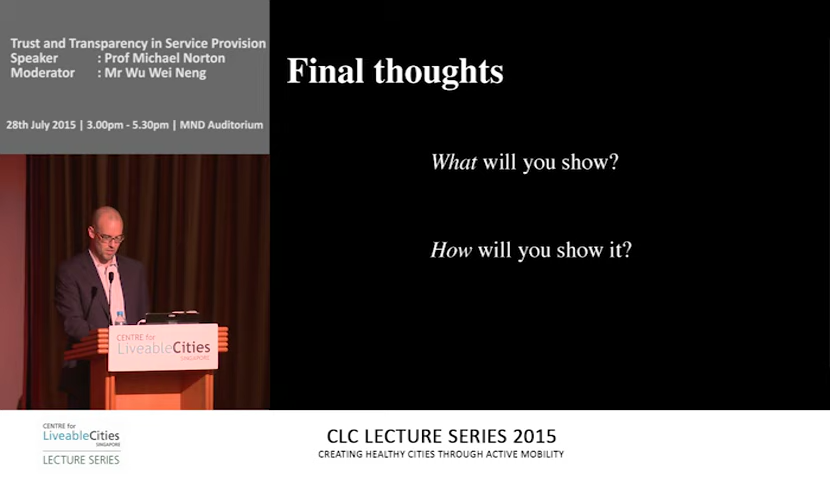 Trust and Transparency in Service Provision
Speaker : Prof Michael Norton
Moderator : Mr Wu Wei Neng
28th July 2015 | 3.00pm - 5.30pm | MND Auditorium
Final thoughts
What will you show?
How will you show it?
CENTRE for
LiveableCities
SINGAPORE
CENTRE for
LiveableCities
SINGAPORE
LECTURE SERIES
CLC LECTURE SERIES 2015
CREATING HEALTHY CITIES THROUGH ACTIVE MOBILITY